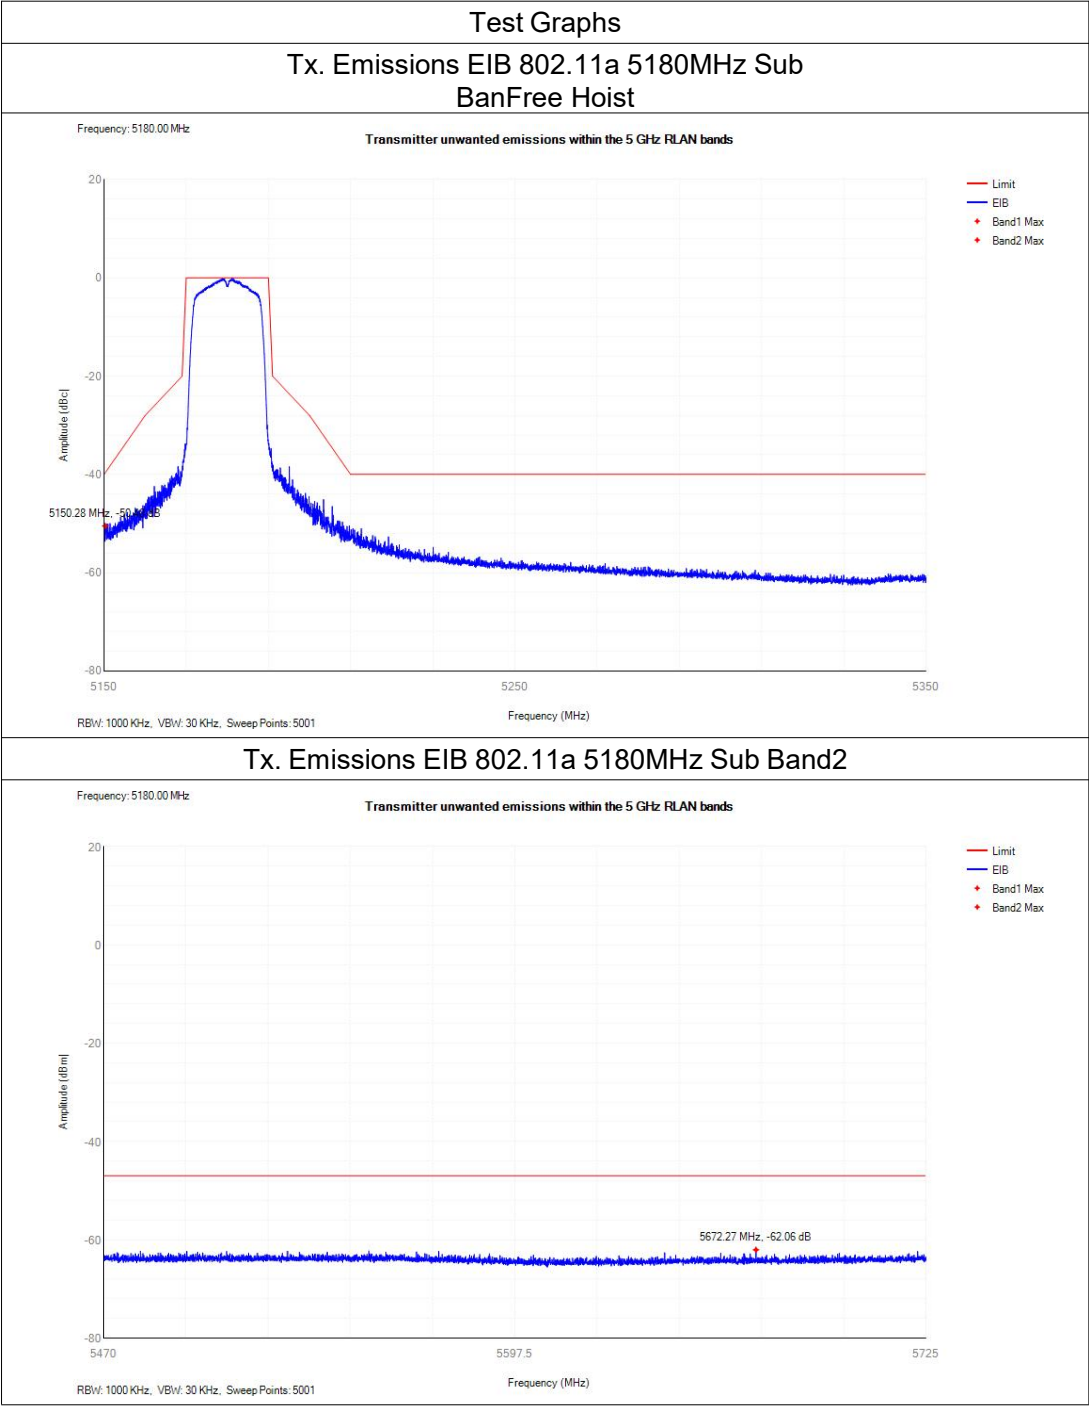 Test Graphs
Tx. Emissions EIB 802.11a 5180MHz Sub
BanFree Hoist
Frequency: 5180.00 MHz
Transmitter unwanted emissions within the 5 GHz RLAN bands
20
0
-20
-40
-60
-80
Amplitude (dBc|
5150.28 MHz,
5150
5250
5350
Frequency (MHz)
RBW: 1000 KHz, VBW: 30 KHz, Sweep Points: 5001
Limit
EIB
Band1 Max
Band2 Max
Tx. Emissions EIB 802.11a 5180MHz Sub Band2
Frequency: 5180.00 MHz
Transmitter unwanted emissions within the 5 GHz RLAN bands
20
0
-20
-40
-60
-80
Amplitude (dBm|
5672.27 MHz, -62.06 dB
5470
5597.5
5725
Frequency (MHz)
RBW: 1000 KHz, VBW: 30 KHz, Sweep Points: 5001
Limit
EIB
Band1 Max
Band2 Max